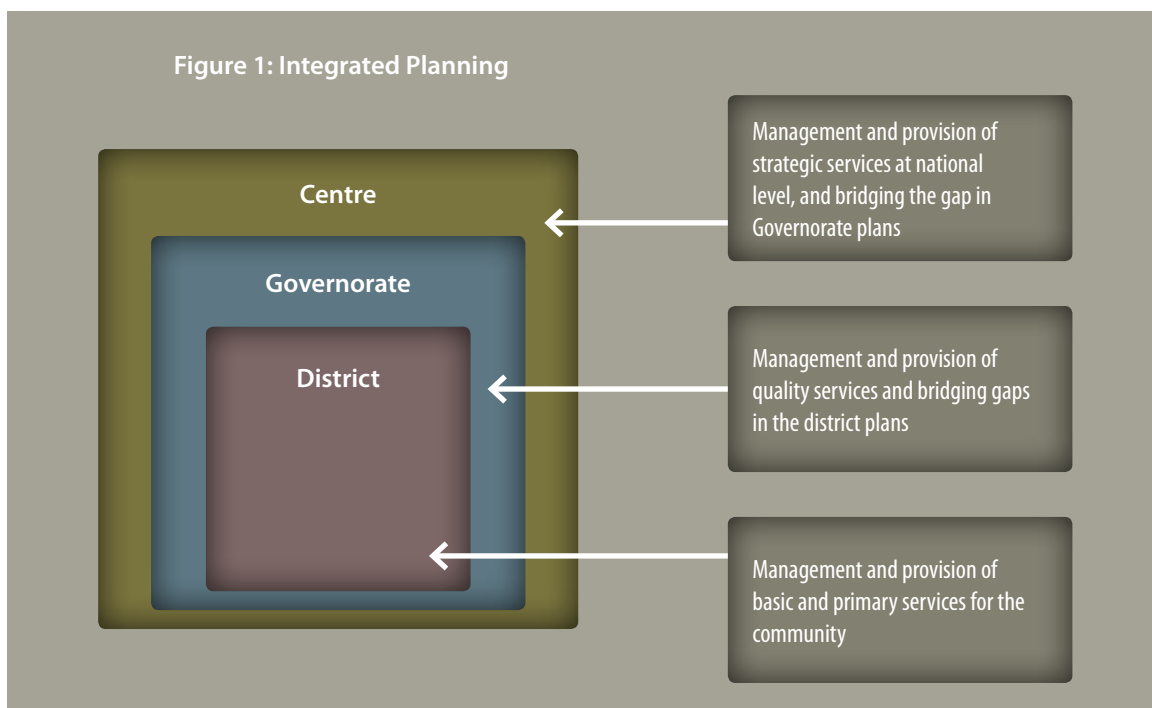 Figure 1: Integrated Planning
Centre
Governorate
District
Management and provision of
strategic services at national
level, and bridging the gap in
Governorate plans
Management and provision of
quality services and bridging gaps
in the district plans
Management and provision of
basic and primary services for the
community